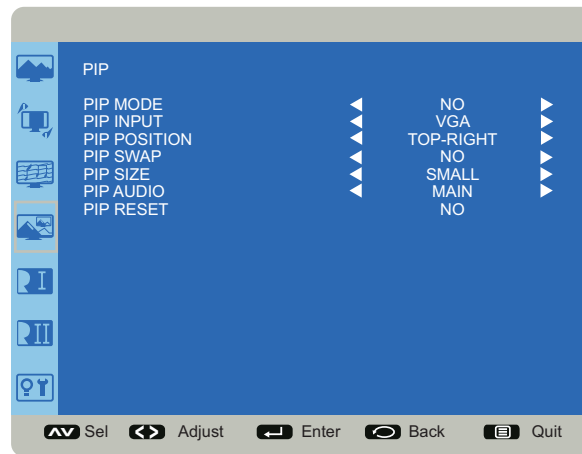 PIP
PIP MODE NO
PIP INPUT VGA
PIP POSITION TOP-RIGHT
PIP SWAP NO
PIP SIZE SMALL
PIP AUDIO MAIN
PIP RESET NO
I
II
Sel Adjust Enter Back Quit